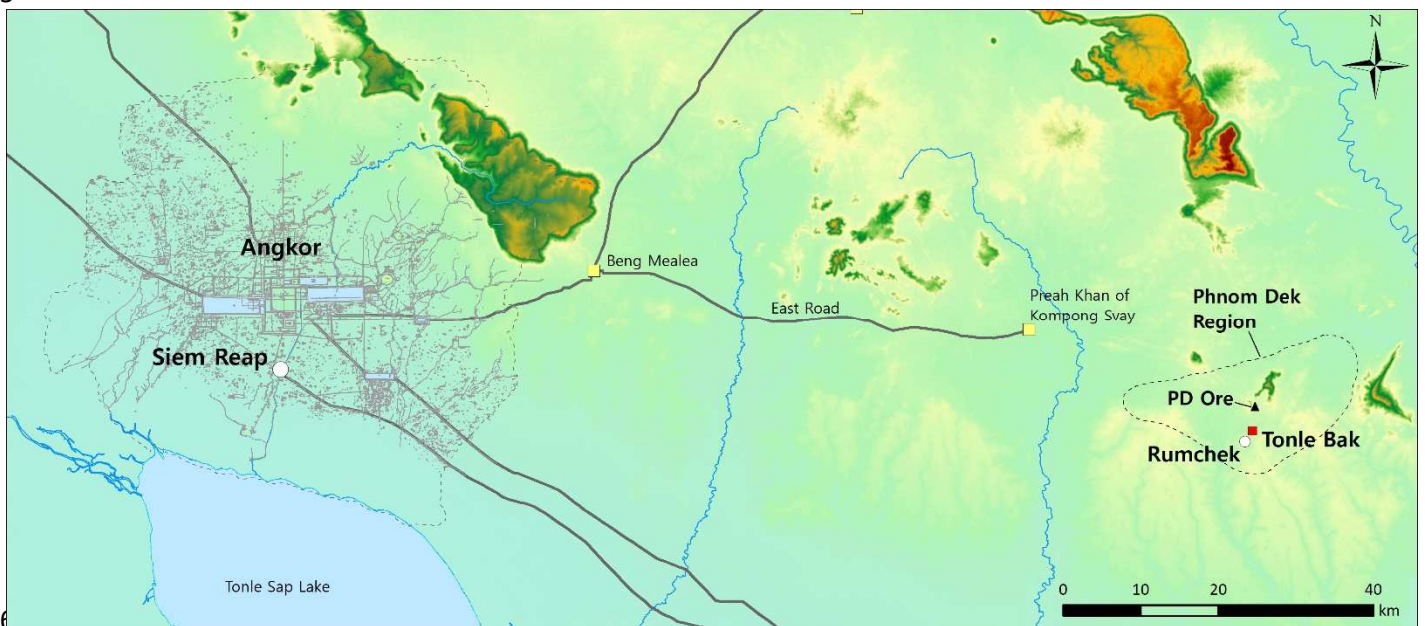 N
Angkor
Beng Mealea
East Road
Preah Khan of
Kompong Svay
Phnom Dek
Region
Siem Reap
PD Ore
Tonle Bak
Rumchek
Tonle Sap Lake
0 10 20 40
km